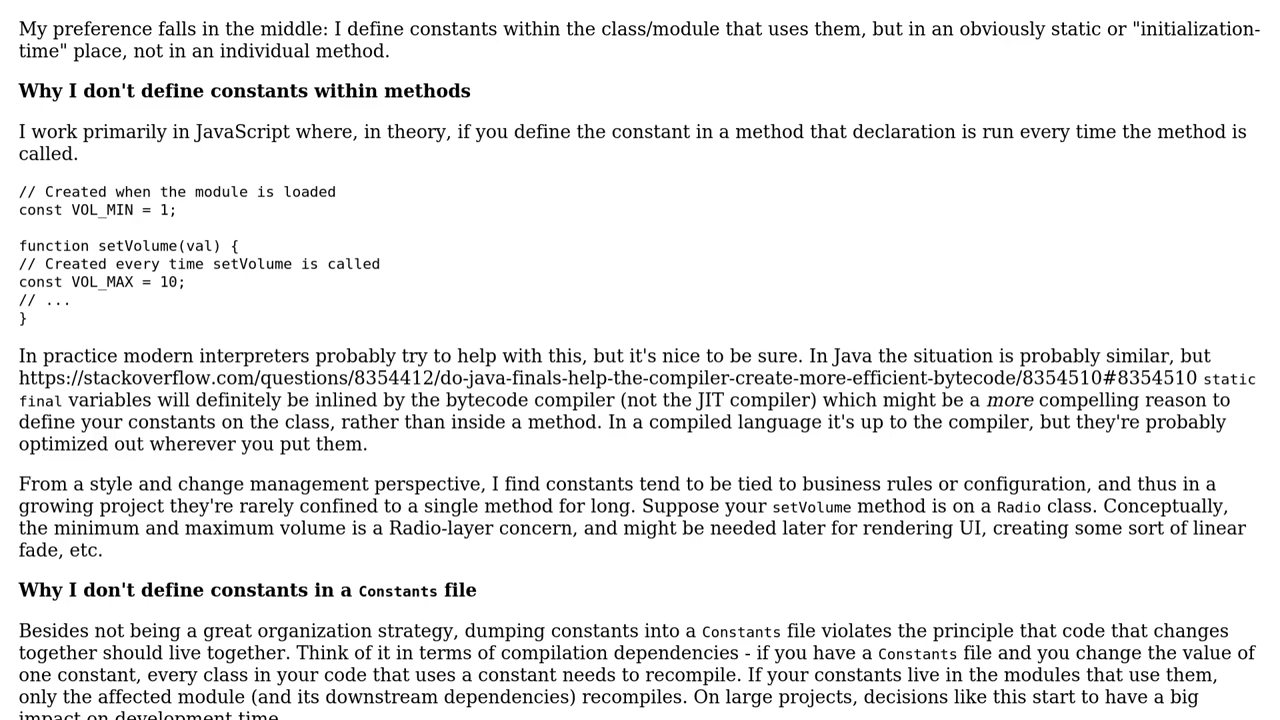 My preference falls in the middle: I define constants within the class/module that uses them, but in an obviously static or "initialization-
time" place, not in an individual method.
Why I don't define constants within methods
I work primarily in JavaScript where, in theory, if you define the constant in a method that declaration is run every time the method is
called.
// Created when the module is loaded
const VOL_MIN = 1;
function setVolume(val) {
// Created every time setVolume is called
const VOL_MAX = 10;
// ...
}
In practice modern interpreters probably try to help with this, but it's nice to be sure. In Java the situation is probably similar, but
https://stackoverflow.com/questions/8354412/do-java-finals-help-the-compiler-create-more-efficient-bytecode/8354510#8354510 static
final variables will definitely be inlined by the bytecode compiler (not the JIT compiler) which might be a more compelling reason to
define your constants on the class, rather than inside a method. In a compiled language it's up to the compiler, but they're probably
optimized out wherever you put them.
From a style and change management perspective, I find constants tend to be tied to business rules or configuration, and thus in a
growing project they're rarely confined to a single method for long. Suppose your setVolume method is on a Radio class. Conceptually,
the minimum and maximum volume is a Radio-layer concern, and might be needed later for rendering UI, creating some sort of linear
fade, etc.
Why I don't define constants in a Constants file
Besides not being a great organization strategy, dumping constants into a Constants file violates the principle that code that changes
together should live together. Think of it in terms of compilation dependencies - if you have a Constants file and you change the value of
one constant, every class in your code that uses a constant needs to recompile. If your constants live in the modules that use them,
only the affected module (and its downstream dependencies) recompiles. On large projects, decisions like this start to have a big
impact on development time.